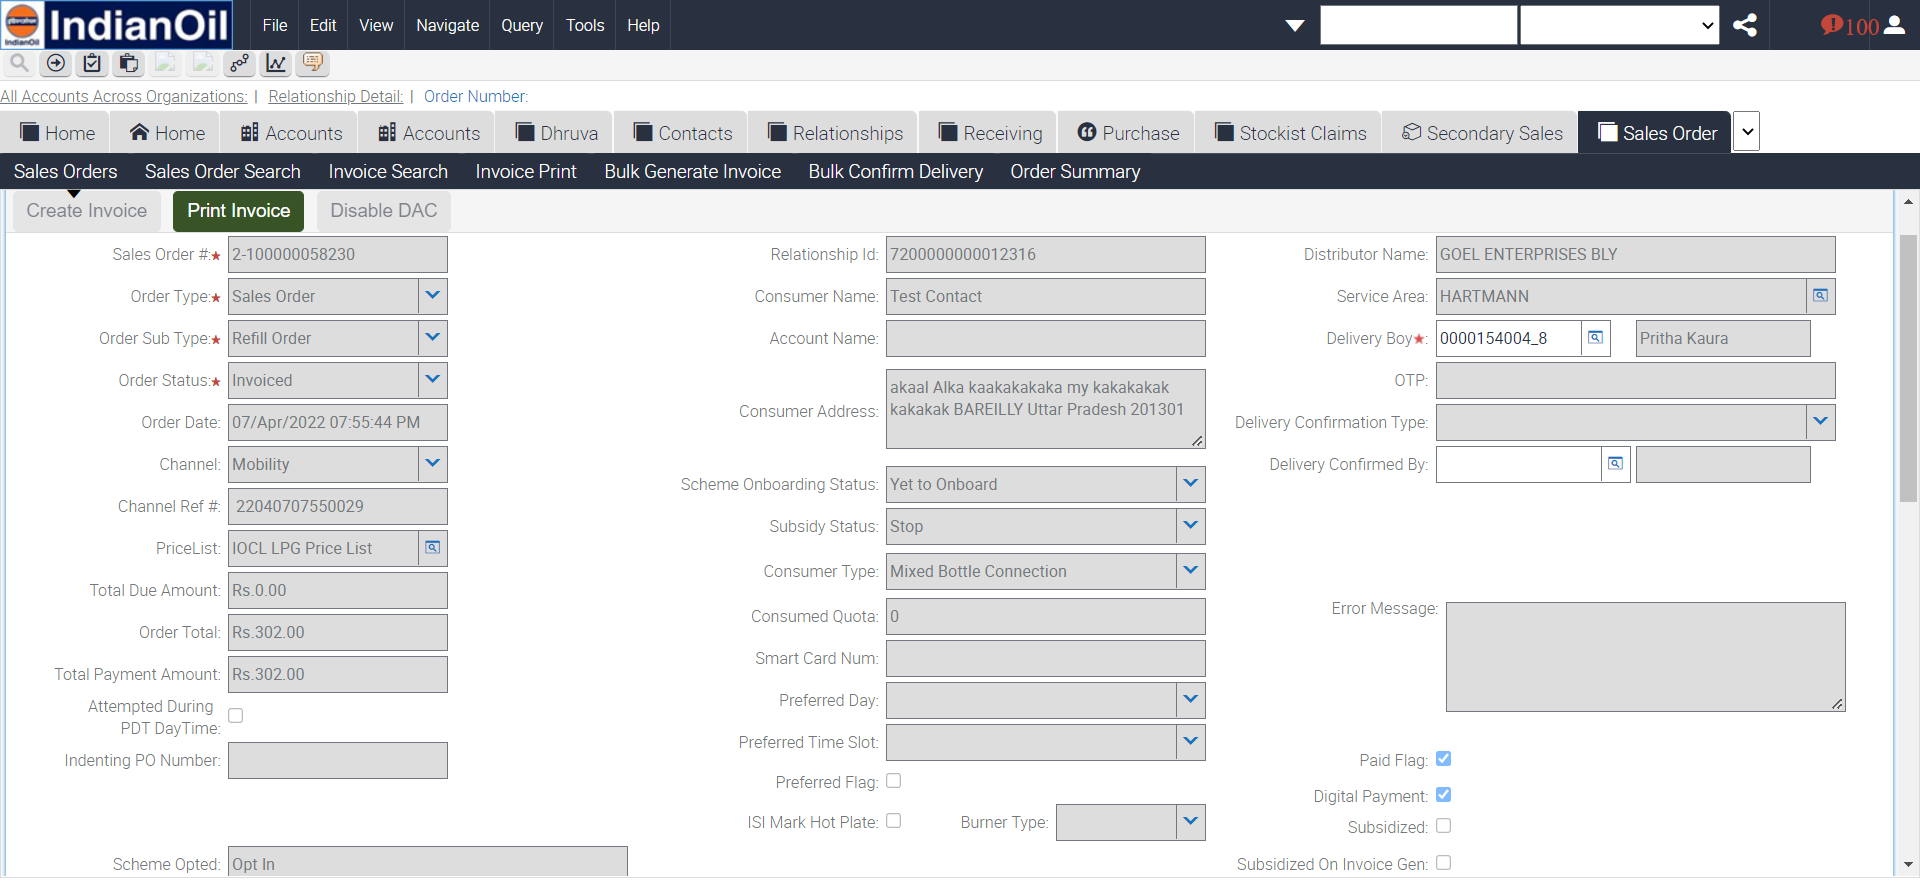 IndianOil
IndianOil
File Edit View Navigate Query Tools Help
100
All Accounts Across Organizations: | Relationship Detail: | Order Number:
Home Home Accounts Accounts Dhruva Contacts Relationships Receiving Purchase Stockist Claims Secondary Sales Sales Order
Sales Orders Sales Order Search Invoice Search Invoice Print Bulk Generate Invoice Bulk Confirm Delivery Order Summary
Create Invoice Print Invoice Disable DAC
Sales Order #:★ 2-100000058230
Order Type:★ Sales Order
Order Sub Type:★ Refill Order
Order Status:★ Invoiced
Order Date: 07/Apr/2022 07:55:44 PM
Channel: Mobility
Channel Ref #: 22040707550029
PriceList: IOCL LPG Price List
Total Due Amount: Rs.0.00
Order Total: Rs.302.00
Total Payment Amount: Rs.302.00
Attempted During
PDT DayTime:
Indenting PO Number:
Scheme Opted: Opt In
Relationship Id: 7200000000012316
Consumer Name: Test Contact
Account Name:
Consumer Address: akaal Alka kaakakakaka my kakakakak
kakakak BAREILLY Uttar Pradesh 201301
Scheme Onboarding Status: Yet to Onboard
Subsidy Status: Stop
Consumer Type: Mixed Bottle Connection
Consumed Quota: 0
Smart Card Num:
Preferred Day:
Preferred Time Slot:
Preferred Flag:
ISI Mark Hot Plate: Burner Type:
Distributor Name: GOEL ENTERPRISES BLY
Service Area: HARTMANN
Delivery Boy★: 0000154004_8 Pritha Kaura
OTP:
Delivery Confirmation Type:
Delivery Confirmed By:
Error Message:
Paid Flag:
Digital Payment:
Subsidized:
Subsidized On Invoice Gen: